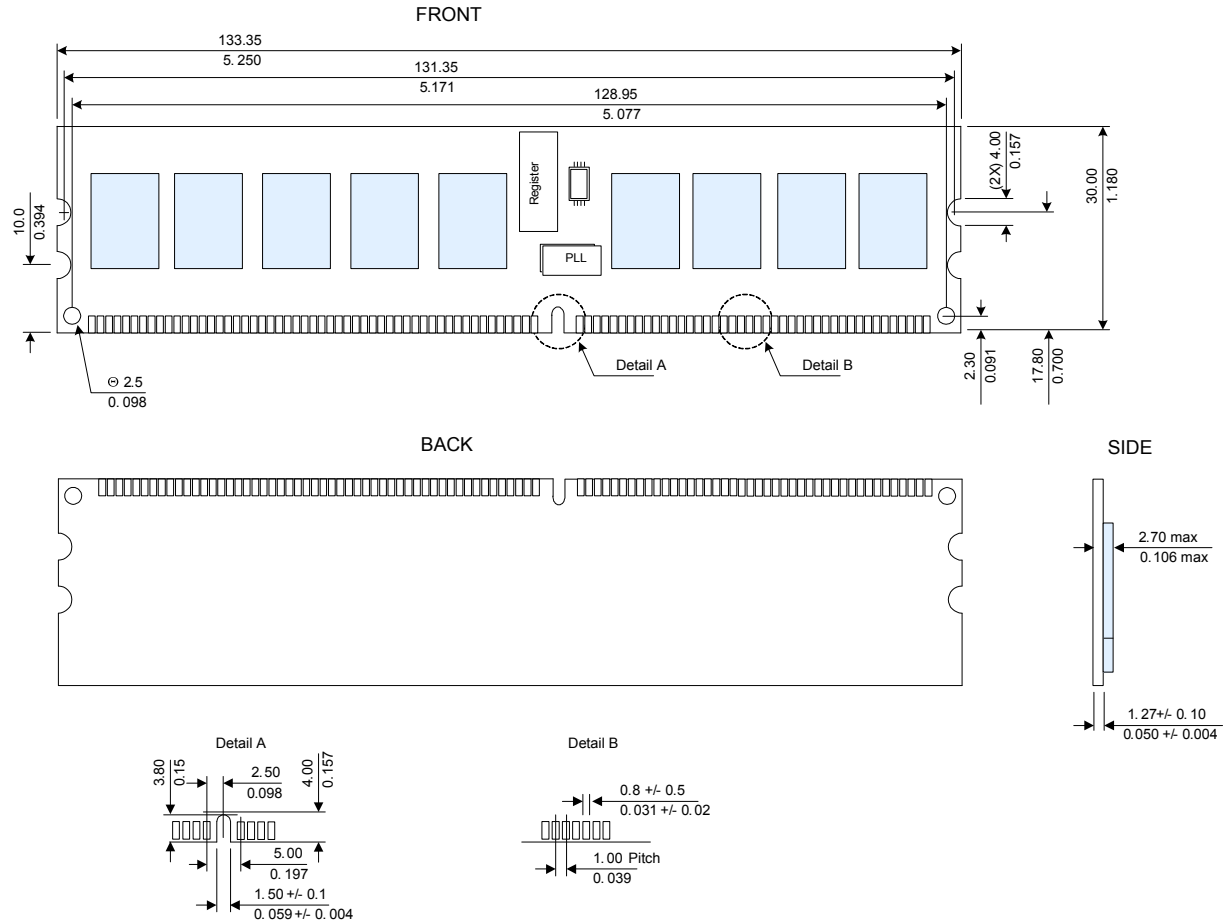 FRONT
133.35
5. 250
131.35
5.171
128.95
5.077
Register
PLL
10.0
0.394
(2X) 4.00
0.157
30.00
1.180
2.30
0.091
17.80
0.700
Detail A
Detail B
⊖ 2.5
0. 098
BACK
SIDE
2.70 max
0.106 max
1. 27+/- 0. 10
0.050 +/- 0.004
Detail A
3.80
0.15
2.50
0.098
4.00
0.157
5.00
0.197
1. 50 +/- 0.1
0. 059 +/- 0.004
Detail B
0.8 +/- 0.5
0.031 +/- 0.02
1.00 Pitch
0.039